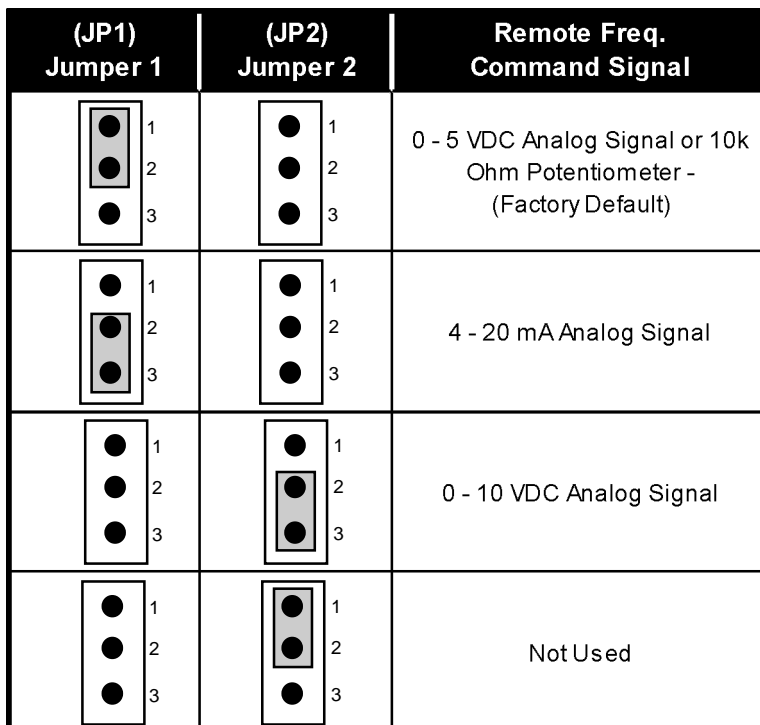 (JP1)
Jumper 1
(JP2)
Jumper 2
Remote Freq.
Command Signal
1
2
3
1
2
3
0 - 5 VDC Analog Signal or 10k
Ohm Potentiometer -
(Factory Default)
1
2
3
1
2
3
4 - 20 mA Analog Signal
1
2
3
1
2
3
0 - 10 VDC Analog Signal
1
2
3
1
2
3
Not Used